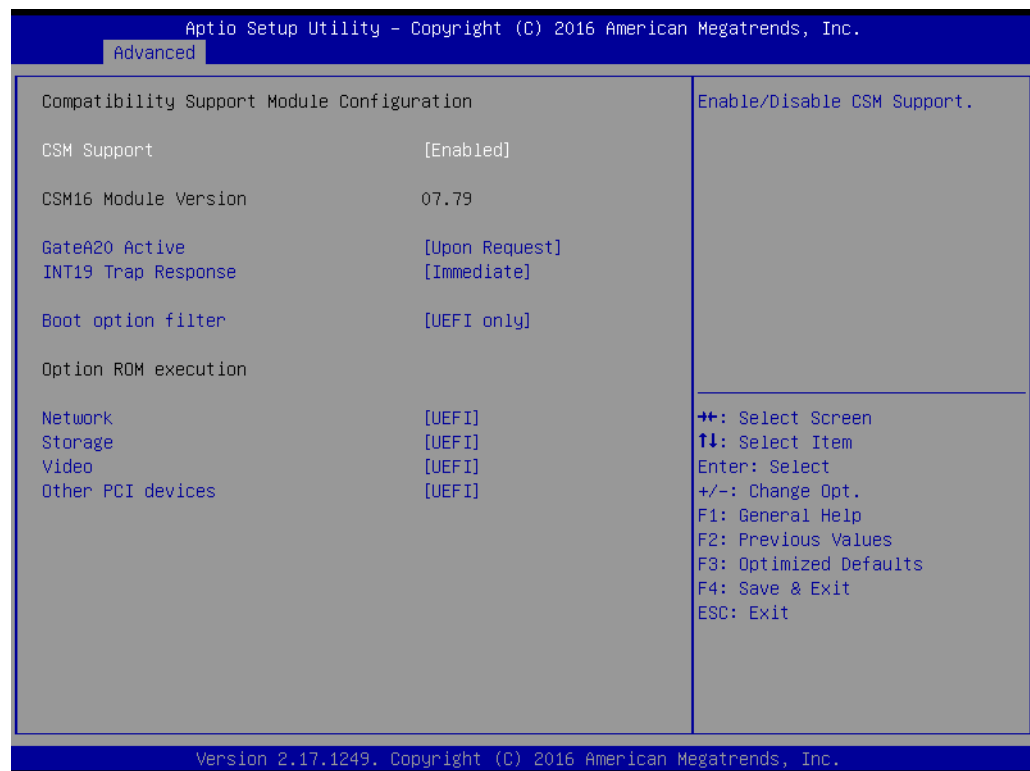 Aptio Setup Utility – Copyright (C) 2016 American Megatrends, Inc.
Advanced
Compatibility Support Module Configuration
CSM Support [Enabled]
CSM16 Module Version 07.79
GateA20 Active [Upon Request]
INT19 Trap Response [Immediate]
Boot option filter [UEFI only]
Option ROM execution
Network [UEFI]
Storage [UEFI]
Video [UEFI]
Other PCI devices [UEFI]
Enable/Disable CSM Support.
→←: Select Screen
↑↓: Select Item
Enter: Select
+/-: Change Opt.
F1: General Help
F2: Previous Values
F3: Optimized Defaults
F4: Save & Exit
ESC: Exit
Version 2.17.1249. Copyright (C) 2016 American Megatrends, Inc.